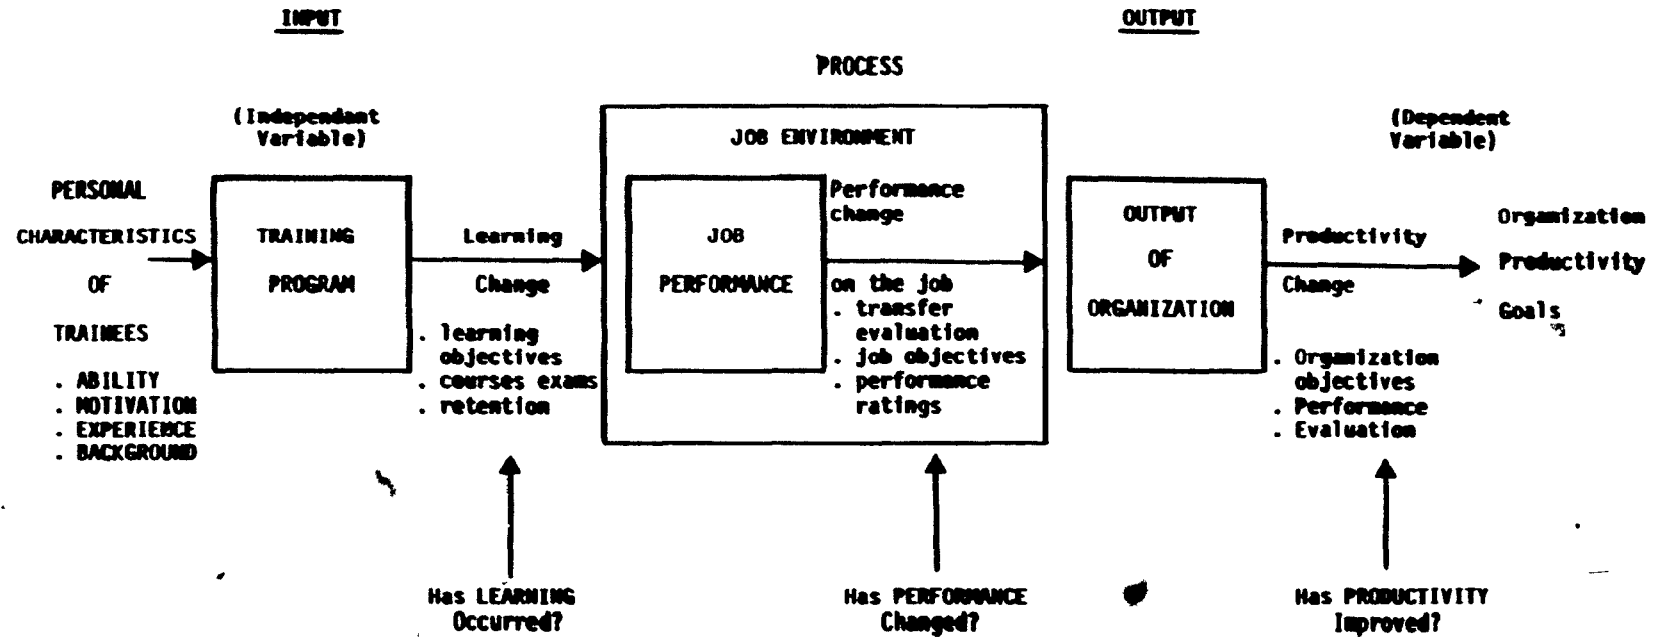 INPUT
OUTPUT
PROCESS
(Independant
Variable)
JOB ENVIRONMENT
(Dependent
Variable)
PERSONAL
CHARACTERISTICS
OF
TRAINEES
. ABILITY
. MOTIVATION
. EXPERIENCE
. BACKGROUND
TRAINING
PROGRAM
Learning
Change
. learning
objectives
. courses exams
. retention
JOB
PERFORMANCE
Performance
change
on the job
. transfer
evaluation
. job objectives
. performance
ratings
OUTPUT
OF
ORGANIZATION
Productivity
Change
. Organization
objectives
. Performance
. Evaluation
Organization
Productivity
Goals
Has LEARNING
Occurred?
Has PERFORMANCE
Changed?
Has PRODUCTIVITY
Improved?